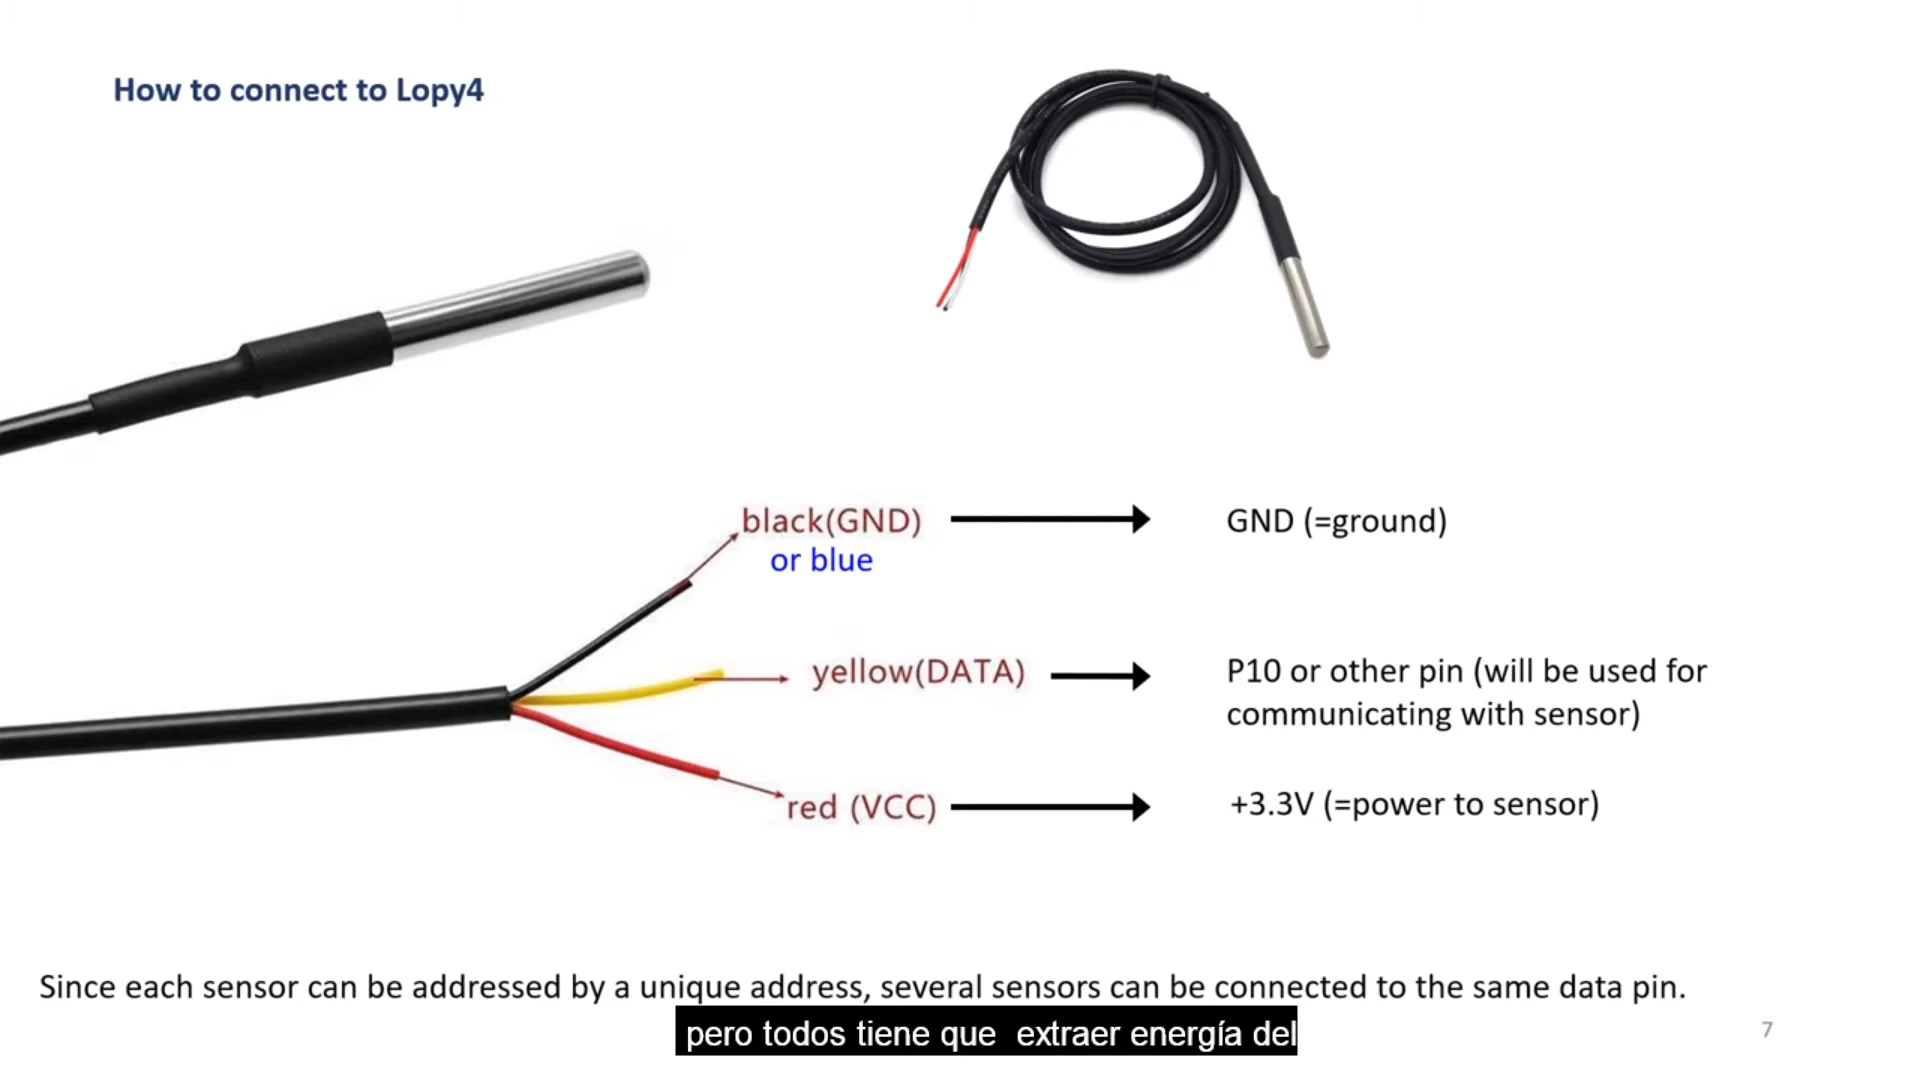 How to connect to Lopy4
black(GND)
GND (=ground)
or blue
yellow(DATA)
P10 or other pin (will be used for
communicating with sensor)
red (VCC)
+3.3V (=power to sensor)
Since each sensor can be addressed by a unique address, several sensors can be connected to the same data pin.
pero todos tiene que extraer energía del
7